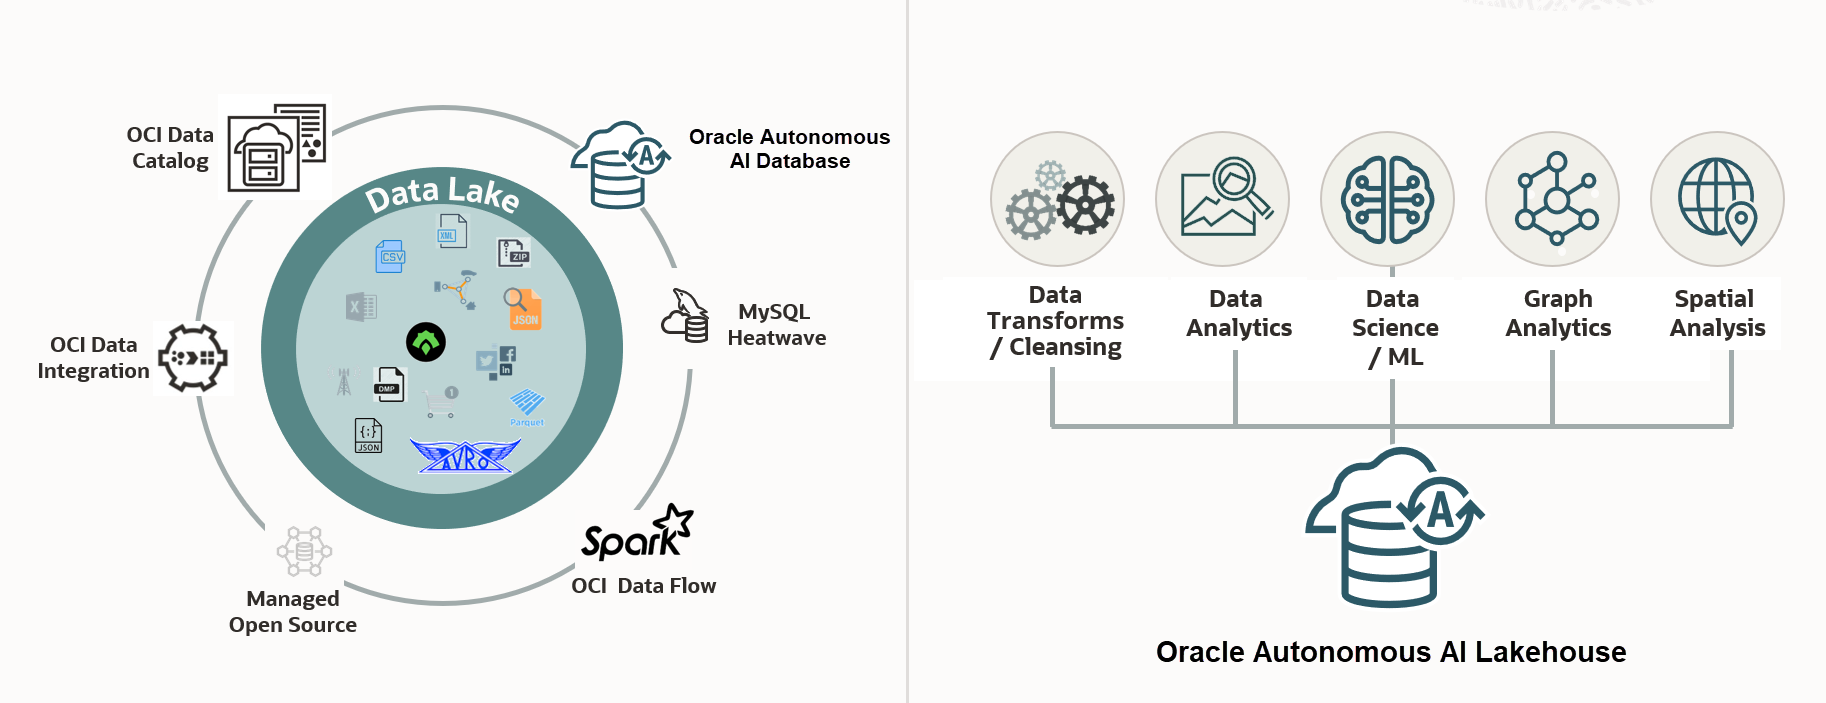 OCI Data
Catalog
Oracle Autonomous
AI Database
A
Data Lake
XML
CSV
ZIP
JSON
MySQL
Heatwave
OCI Data
Integration
DMP
1
Parquet
{;}
JSON
AVRO
Spark
OCI  Data Flow
Managed
Open Source
Data
Transforms
/ Cleansing
Data
Analytics
Data
Science
/ ML
Graph
Analytics
Spatial
Analysis
A
Oracle Autonomous AI Lakehouse